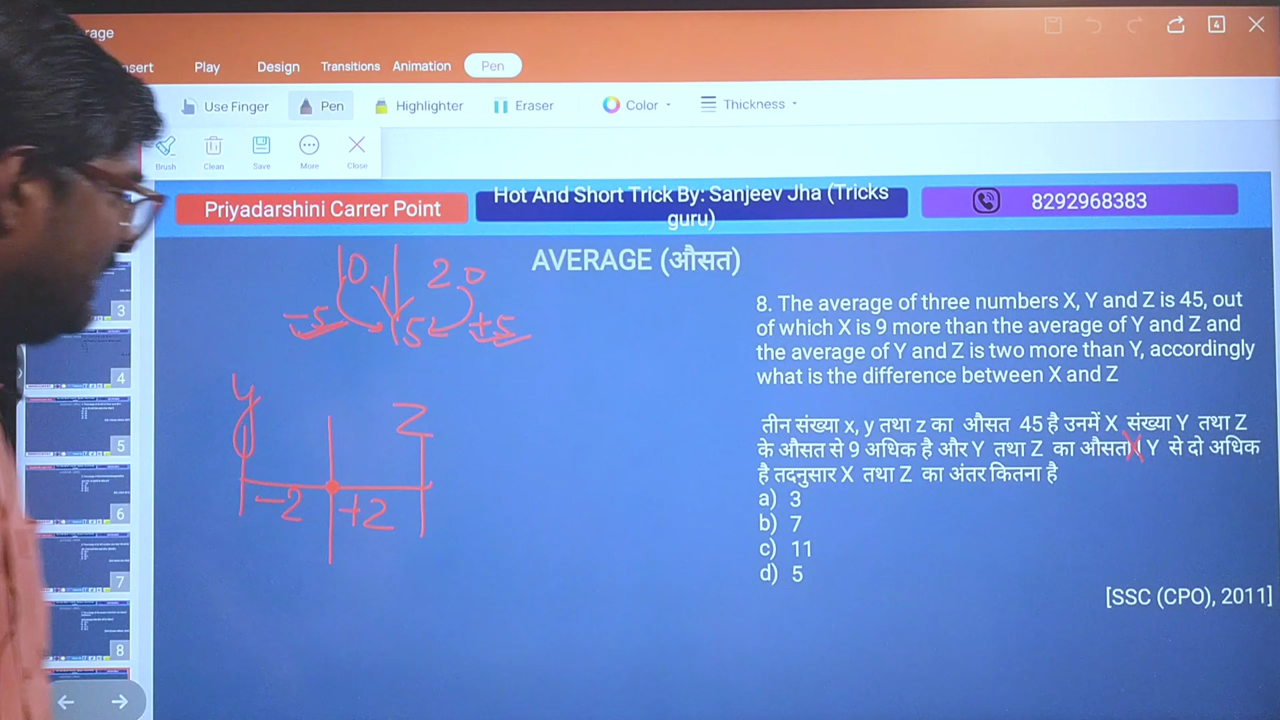 rage
nsert Play Design Transitions Animation Pen
4
Use Finger Pen Highlighter Eraser Color Thickness
Brush Clean Save More Close
Priyadarshini Carrer Point
Hot And Short Trick By: Sanjeev Jha (Tricks
guru)
8292968383
AVERAGE (औसत)
10 20
-5 15 +5
Y Z
-2 +2
8. The average of three numbers X, Y and Z is 45, out
of which X is 9 more than the average of Y and Z and
the average of Y and Z is two more than Y, accordingly
what is the difference between X and Z
तीन संख्या x, y तथा z का औसत 45 है उनमें X संख्या Y तथा Z
के औसत से 9 अधिक है और Y तथा Z का औसत Y से दो अधिक
है तदनुसार X तथा Z का अंतर कितना है
a) 3
b) 7
c) 11
d) 5
[SSC (CPO), 2011]
3
4
5
6
7
8